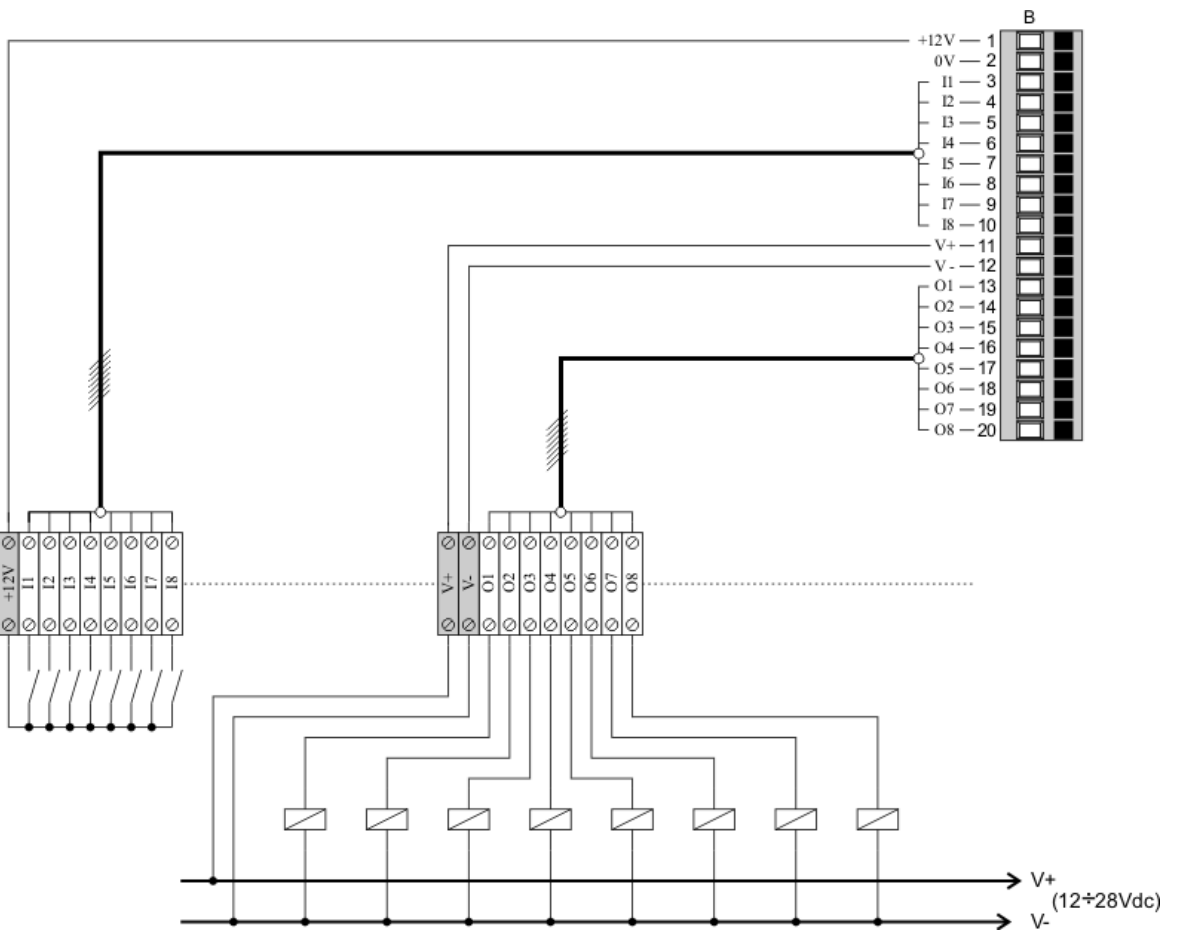 B
+12V 1
0V 2
I1 3
I2 4
I3 5
I4 6
I5 7
I6 8
I7 9
I8 10
V+ 11
V - 12
O1 13
O2 14
O3 15
O4 16
O5 17
O6 18
O7 19
O8 20
+12V I1 I2 I3 I4 I5 I6 I7 I8
V+ V- O1 O2 O3 O4 O5 O6 O7 O8
V+
(12÷28Vdc)
V-